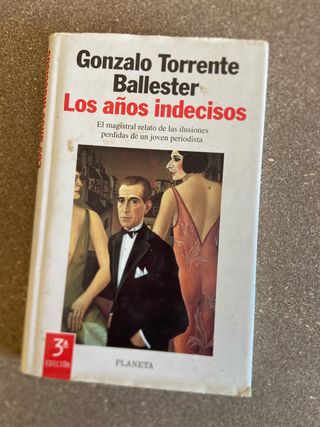 Gonzalo Torrente
Ballester
Los años indecisos
El magistral relato de las ilusiones
perdidas de un joven periodista
3ª
EDICIÓN
PLANETA